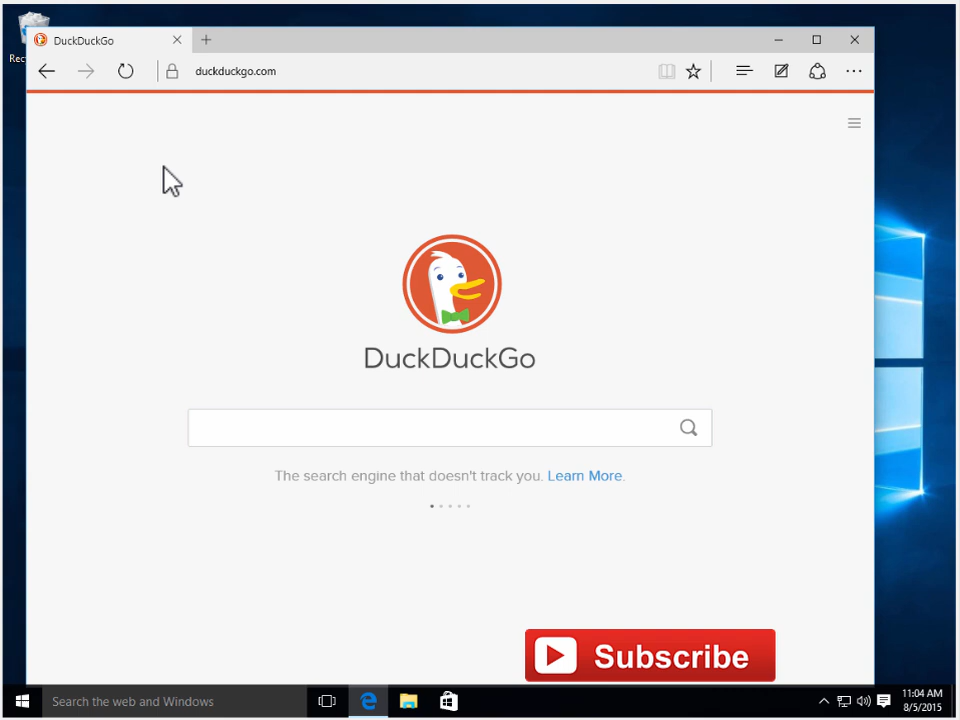 Rec
DuckDuckGo
duckduckgo.com
DuckDuckGo
The search engine that doesn't track you. Learn More.
Subscribe
Search the web and Windows
11:04 AM
8/5/2015